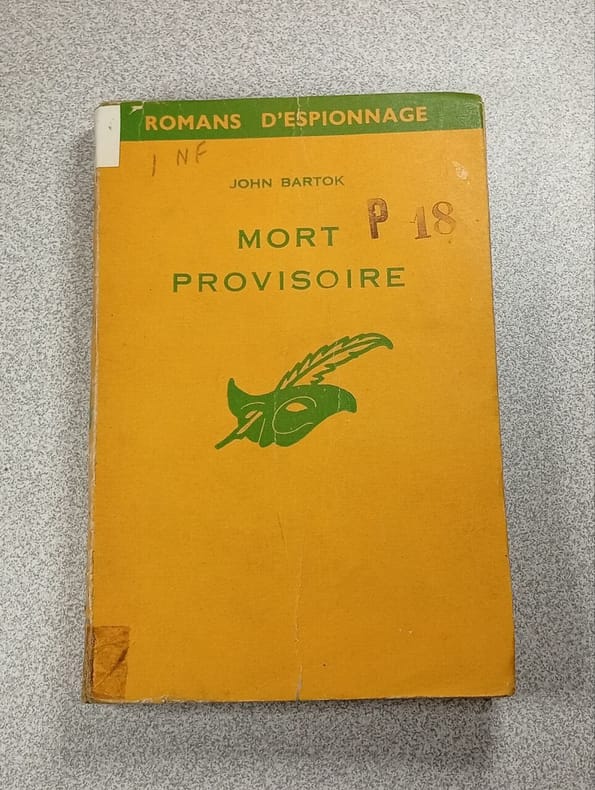 ROMANS D'ESPIONNAGE
1 NF
JOHN BARTOK
P 18
MORT
PROVISOIRE